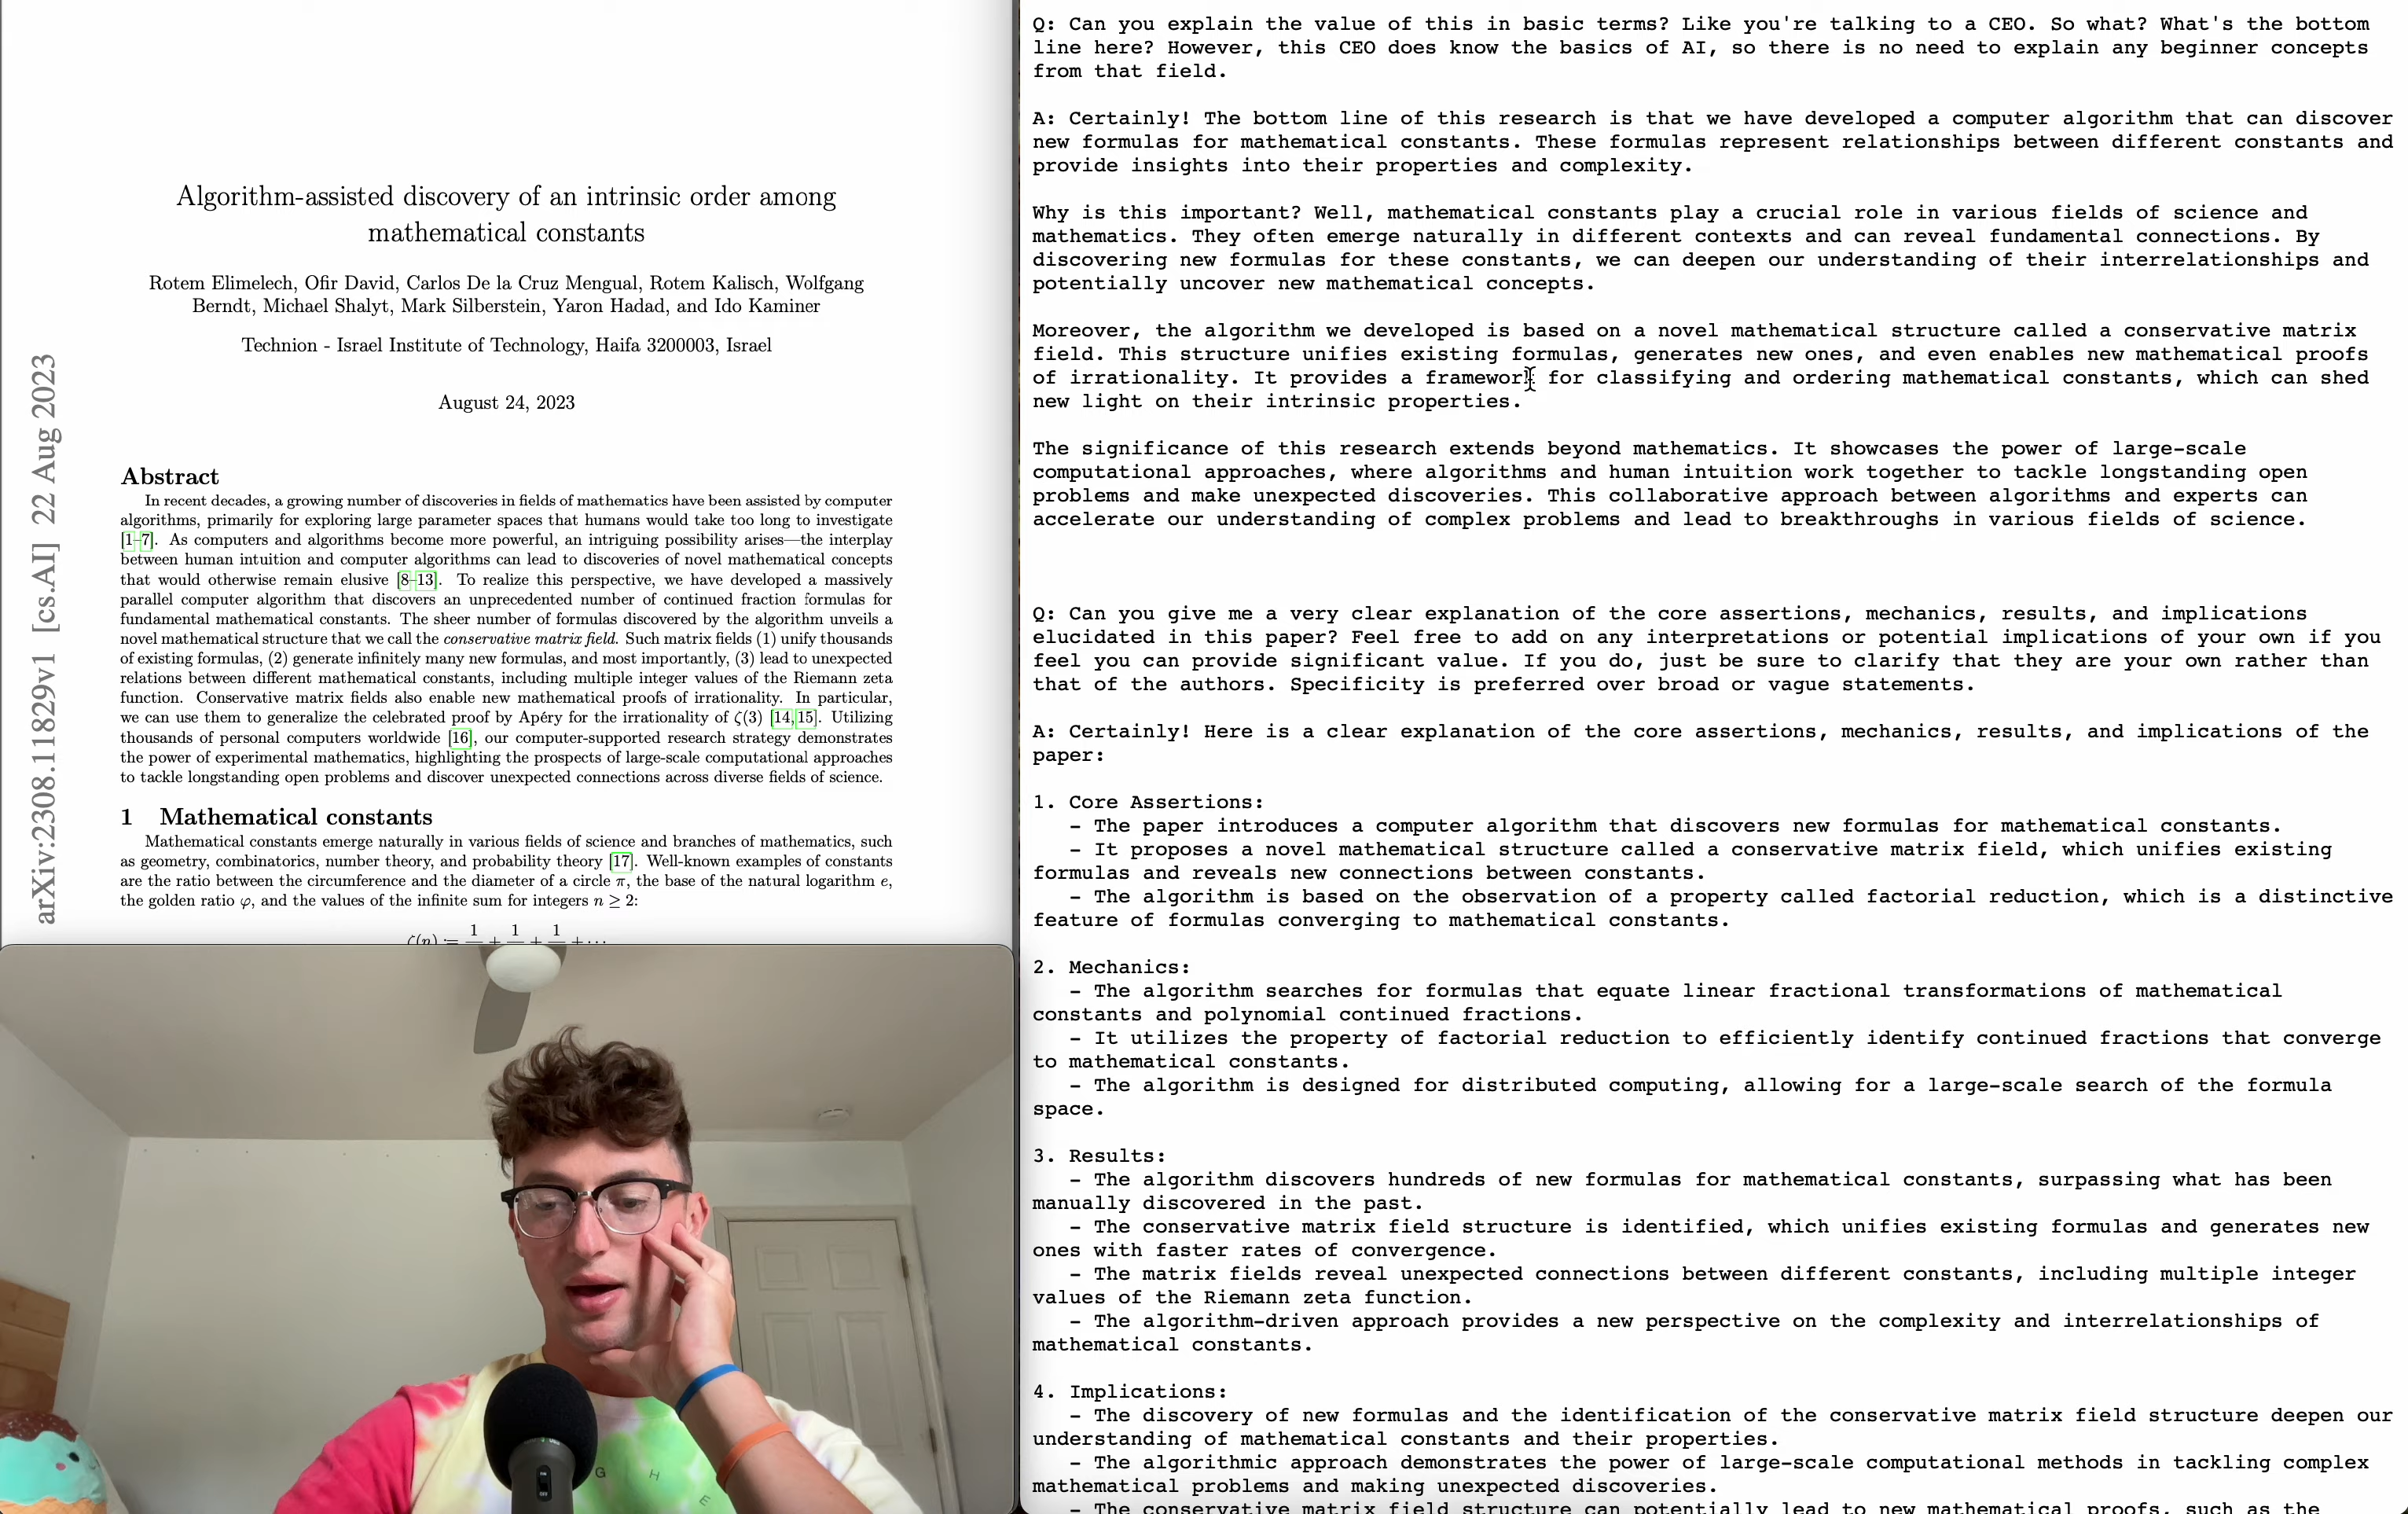 Algorithm-assisted discovery of an intrinsic order among
mathematical constants
Rotem Elimelech, Ofir David, Carlos De la Cruz Mengual, Rotem Kalisch, Wolfgang
Berndt, Michael Shalyt, Mark Silberstein, Yaron Hadad, and Ido Kaminer
Technion - Israel Institute of Technology, Haifa 3200003, Israel
August 24, 2023
arXiv:2308.11829v1 [cs.AI] 22 Aug 2023
Abstract
In recent decades, a growing number of discoveries in fields of mathematics have been assisted by computer
algorithms, primarily for exploring large parameter spaces that humans would take too long to investigate
[1–7]. As computers and algorithms become more powerful, an intriguing possibility arises—the interplay
between human intuition and computer algorithms can lead to discoveries of novel mathematical concepts
that would otherwise remain elusive [8–13]. To realize this perspective, we have developed a massively
parallel computer algorithm that discovers an unprecedented number of continued fraction formulas for
fundamental mathematical constants. The sheer number of formulas discovered by the algorithm unveils a
novel mathematical structure that we call the conservative matrix field. Such matrix fields (1) unify thousands
of existing formulas, (2) generate infinitely many new formulas, and most importantly, (3) lead to unexpected
relations between different mathematical constants, including multiple integer values of the Riemann zeta
function. Conservative matrix fields also enable new mathematical proofs of irrationality. In particular,
we can use them to generalize the celebrated proof by Apéry for the irrationality of ζ(3) [14,15]. Utilizing
thousands of personal computers worldwide [16], our computer-supported research strategy demonstrates
the power of experimental mathematics, highlighting the prospects of large-scale computational approaches
to tackle longstanding open problems and discover unexpected connections across diverse fields of science.
1 Mathematical constants
Mathematical constants emerge naturally in various fields of science and branches of mathematics, such
as geometry, combinatorics, number theory, and probability theory [17]. Well-known examples of constants
are the ratio between the circumference and the diameter of a circle π, the base of the natural logarithm e,
the golden ratio φ, and the values of the infinite sum for integers n ≥ 2:
Q: Can you explain the value of this in basic terms? Like you're talking to a CEO. So what? What's the bottom
line here? However, this CEO does know the basics of AI, so there is no need to explain any beginner concepts
from that field.
A: Certainly! The bottom line of this research is that we have developed a computer algorithm that can discover
new formulas for mathematical constants. These formulas represent relationships between different constants and
provide insights into their properties and complexity.
Why is this important? Well, mathematical constants play a crucial role in various fields of science and
mathematics. They often emerge naturally in different contexts and can reveal fundamental connections. By
discovering new formulas for these constants, we can deepen our understanding of their interrelationships and
potentially uncover new mathematical concepts.
Moreover, the algorithm we developed is based on a novel mathematical structure called a conservative matrix
field. This structure unifies existing formulas, generates new ones, and even enables new mathematical proofs
of irrationality. It provides a framework for classifying and ordering mathematical constants, which can shed
new light on their intrinsic properties.
The significance of this research extends beyond mathematics. It showcases the power of large-scale
computational approaches, where algorithms and human intuition work together to tackle longstanding open
problems and make unexpected discoveries. This collaborative approach between algorithms and experts can
accelerate our understanding of complex problems and lead to breakthroughs in various fields of science.
Q: Can you give me a very clear explanation of the core assertions, mechanics, results, and implications
elucidated in this paper? Feel free to add on any interpretations or potential implications of your own if you
feel you can provide significant value. If you do, just be sure to clarify that they are your own rather than
that of the authors. Specificity is preferred over broad or vague statements.
A: Certainly! Here is a clear explanation of the core assertions, mechanics, results, and implications of the
paper:
1. Core Assertions:
– The paper introduces a computer algorithm that discovers new formulas for mathematical constants.
– It proposes a novel mathematical structure called a conservative matrix field, which unifies existing
formulas and reveals new connections between constants.
– The algorithm is based on the observation of a property called factorial reduction, which is a distinctive
feature of formulas converging to mathematical constants.
2. Mechanics:
– The algorithm searches for formulas that equate linear fractional transformations of mathematical
constants and polynomial continued fractions.
– It utilizes the property of factorial reduction to efficiently identify continued fractions that converge
to mathematical constants.
– The algorithm is designed for distributed computing, allowing for a large-scale search of the formula
space.
3. Results:
– The algorithm discovers hundreds of new formulas for mathematical constants, surpassing what has been
manually discovered in the past.
– The conservative matrix field structure is identified, which unifies existing formulas and generates new
ones with faster rates of convergence.
– The matrix fields reveal unexpected connections between different constants, including multiple integer
values of the Riemann zeta function.
– The algorithm-driven approach provides a new perspective on the complexity and interrelationships of
mathematical constants.
4. Implications:
– The discovery of new formulas and the identification of the conservative matrix field structure deepen our
understanding of mathematical constants and their properties.
– The algorithmic approach demonstrates the power of large-scale computational methods in tackling complex
mathematical problems and making unexpected discoveries.
– The conservative matrix field structure can potentially lead to new mathematical proofs, such as the
G H
E